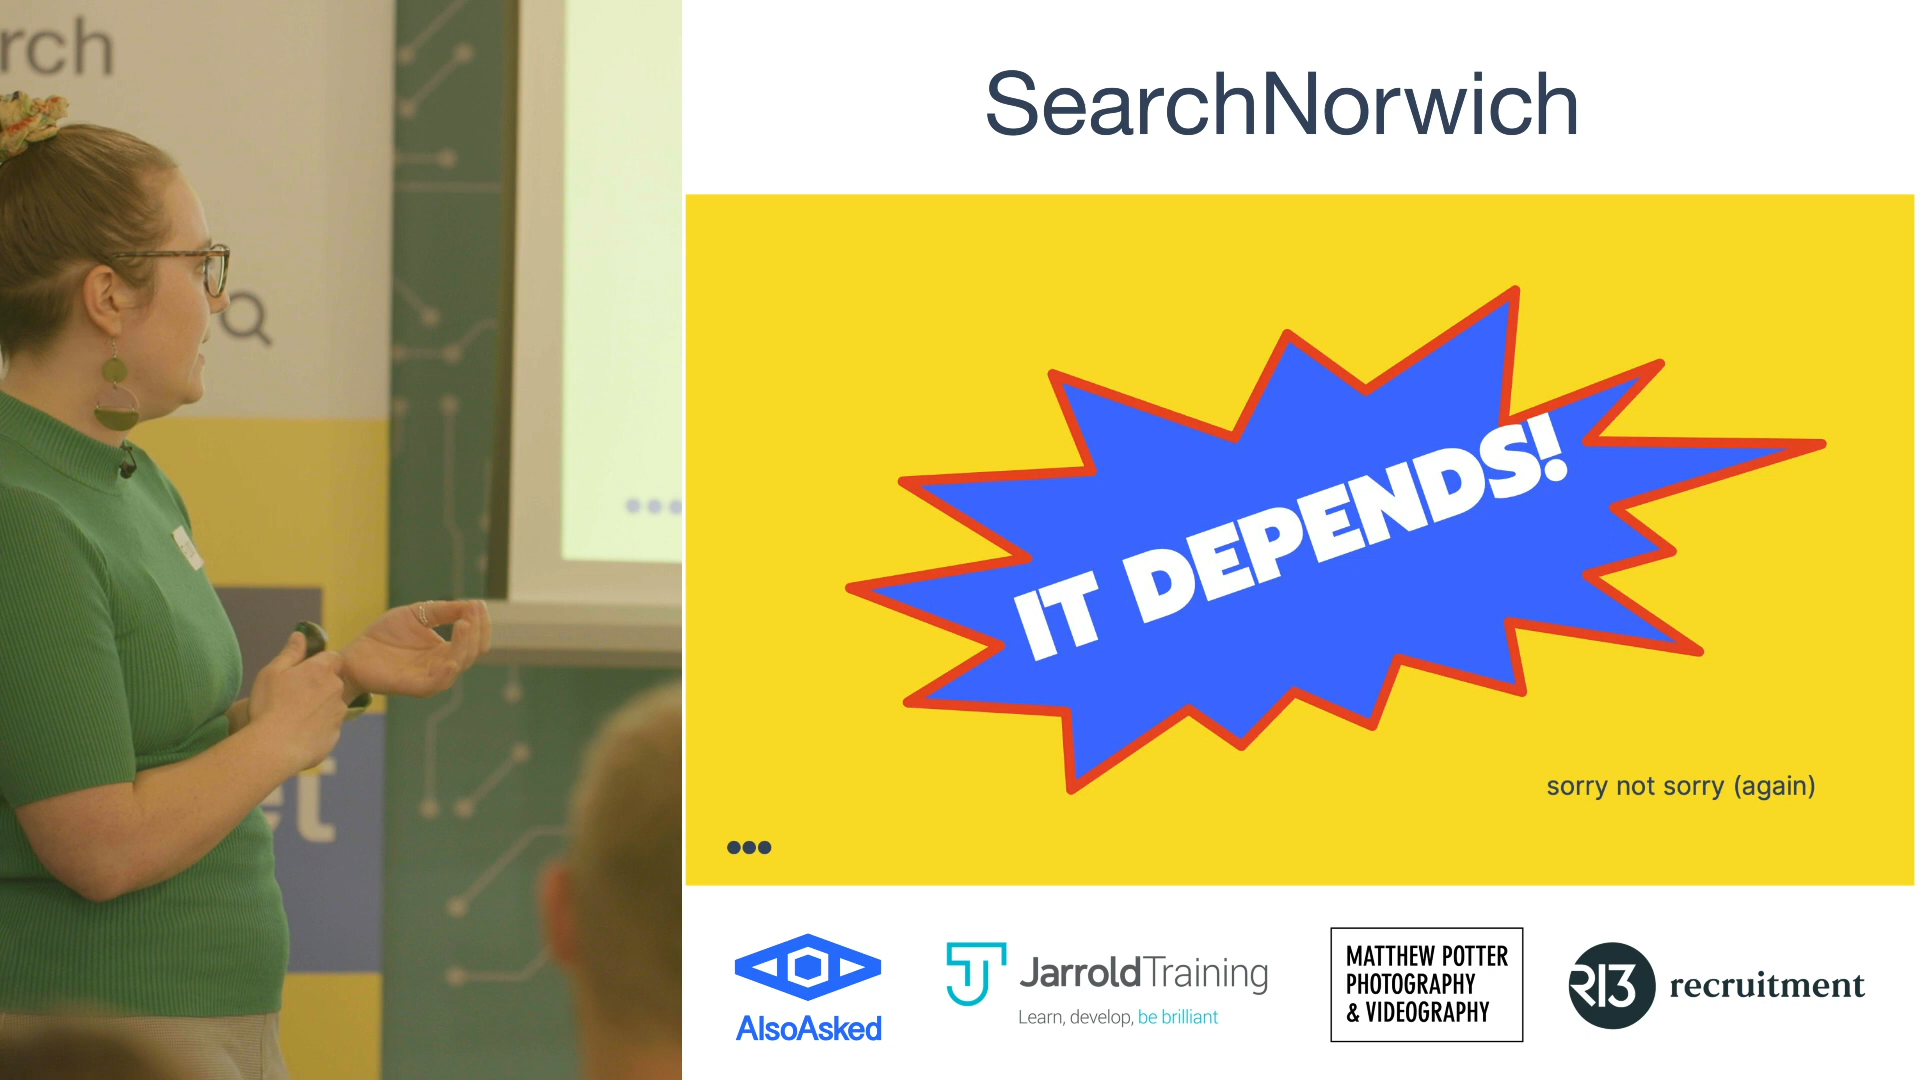 rch
SearchNorwich
IT DEPENDS!
sorry not sorry (again)
AlsoAsked
JarroldTraining
Learn, develop, be brilliant
MATTHEW POTTER
PHOTOGRAPHY
& VIDEOGRAPHY
R13 recruitment